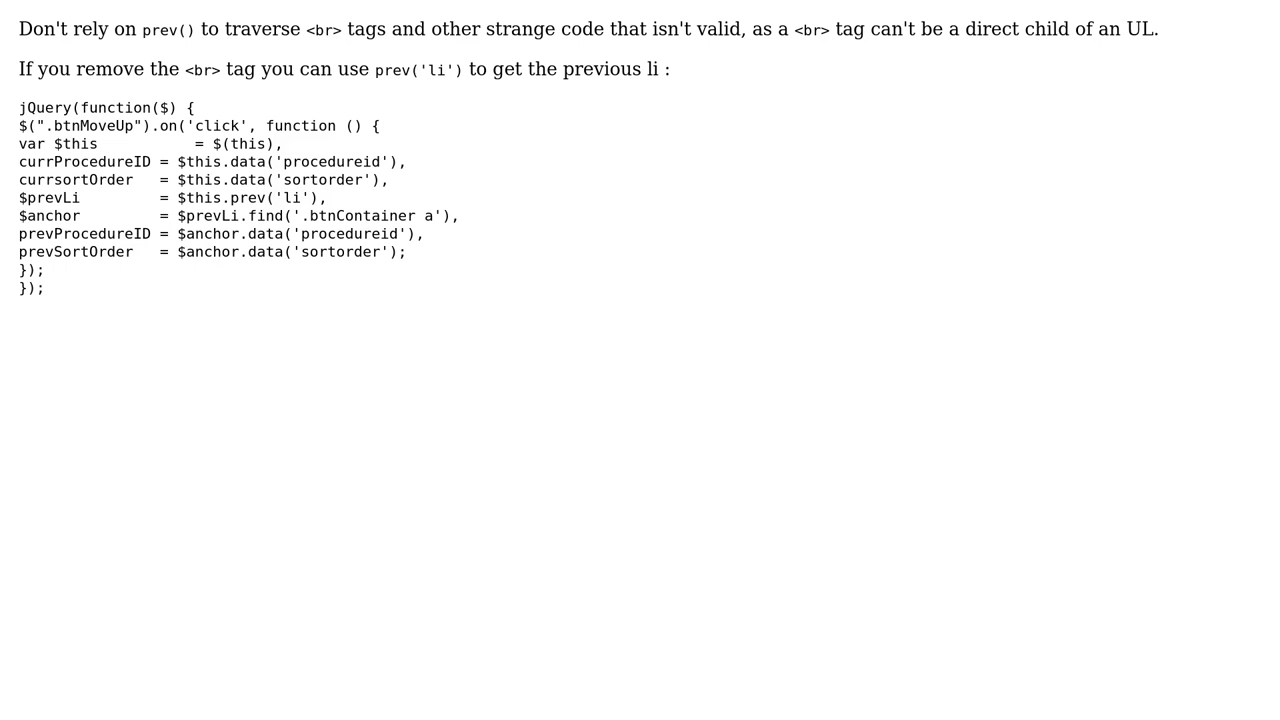 Don't rely on prev() to traverse <br> tags and other strange code that isn't valid, as a <br> tag can't be a direct child of an UL.
If you remove the <br> tag you can use prev('li') to get the previous li :
jQuery(function($) {
$(".btnMoveUp").on('click', function () {
var $this           = $(this),
currProcedureID = $this.data('procedureid'),
currsortOrder   = $this.data('sortorder'),
$prevLi         = $this.prev('li'),
$anchor         = $prevLi.find('.btnContainer a'),
prevProcedureID = $anchor.data('procedureid'),
prevSortOrder   = $anchor.data('sortorder');
});
});